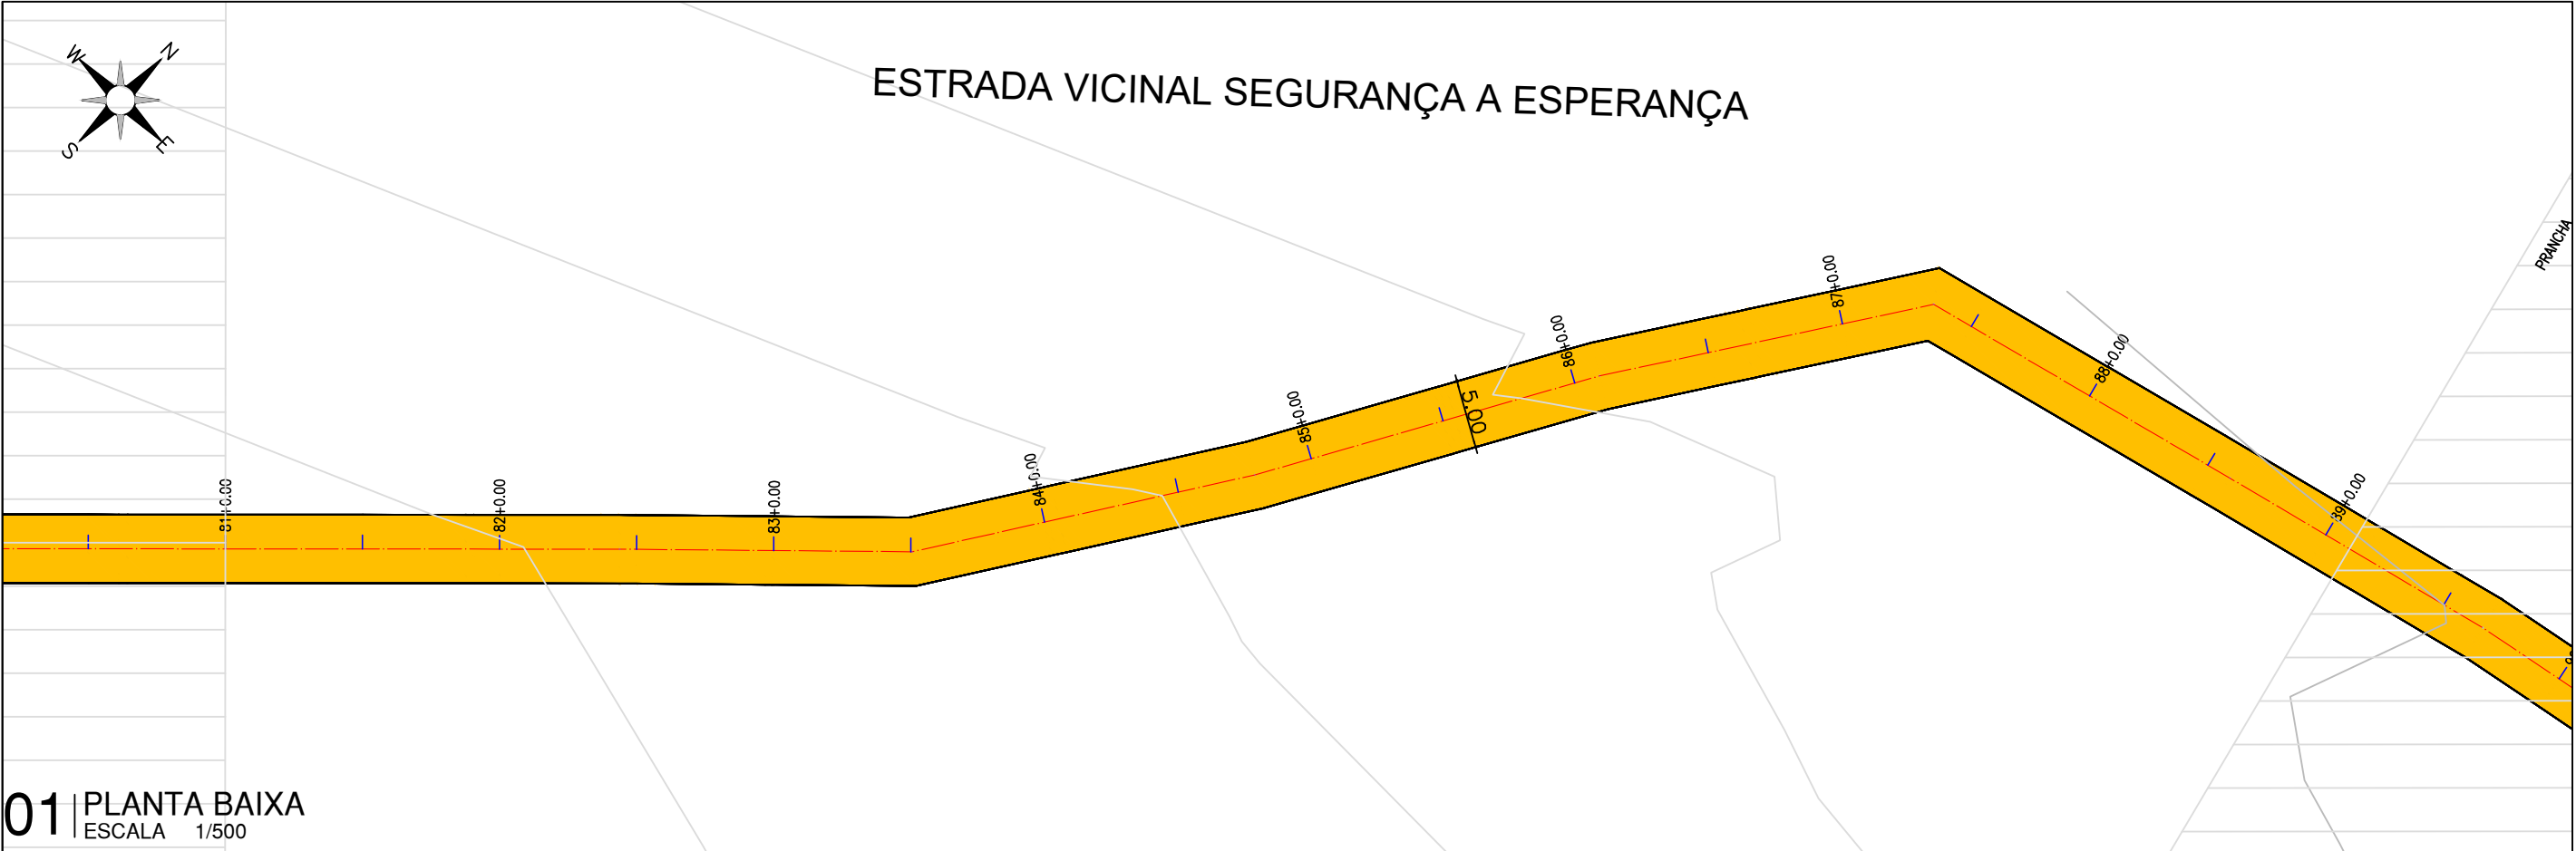 W
N
S
E
ESTRADA VICINAL SEGURANÇA A ESPERANÇA
81+0.00
82+0.00
83+0.00
84+0.00
85+0.00
5.00
86+0.00
87+0.00
88+0.00
89+0.00
PRANCHA
01
PLANTA BAIXA
ESCALA 1/500